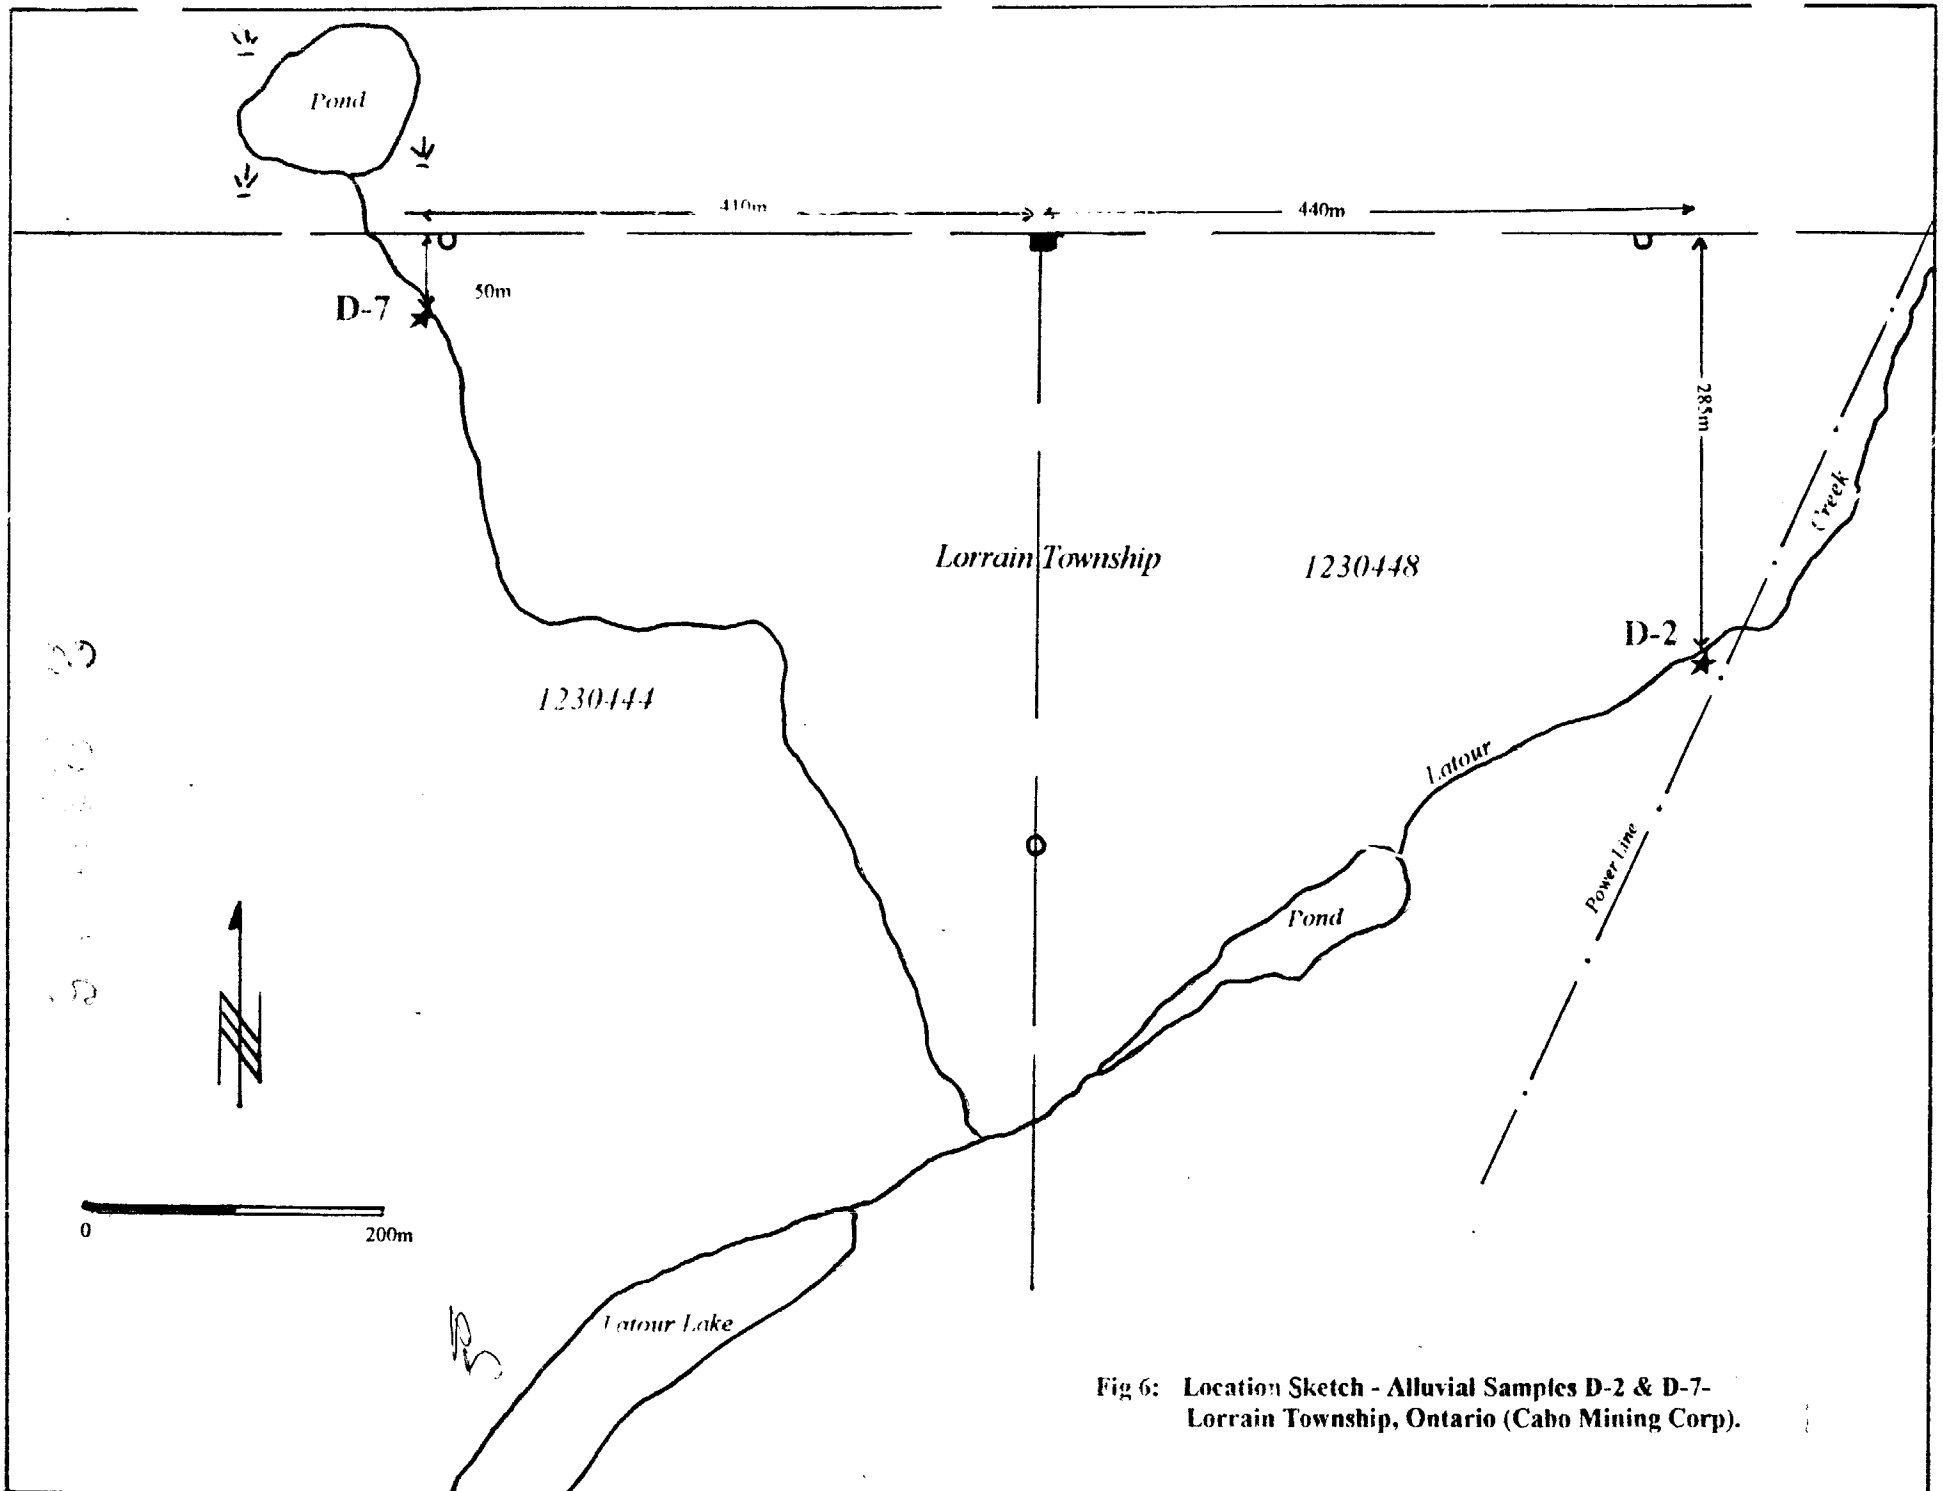 Pond
410m
440m
50m
D-7
285m
Creek
Lorrain Township
1230448
D-2
1230444
Latour
Power Line
Pond
N
0
200m
Latour Lake
Fig 6: Location Sketch - Alluvial Samples D-2 & D-7-
Lorrain Township, Ontario (Cabo Mining Corp).